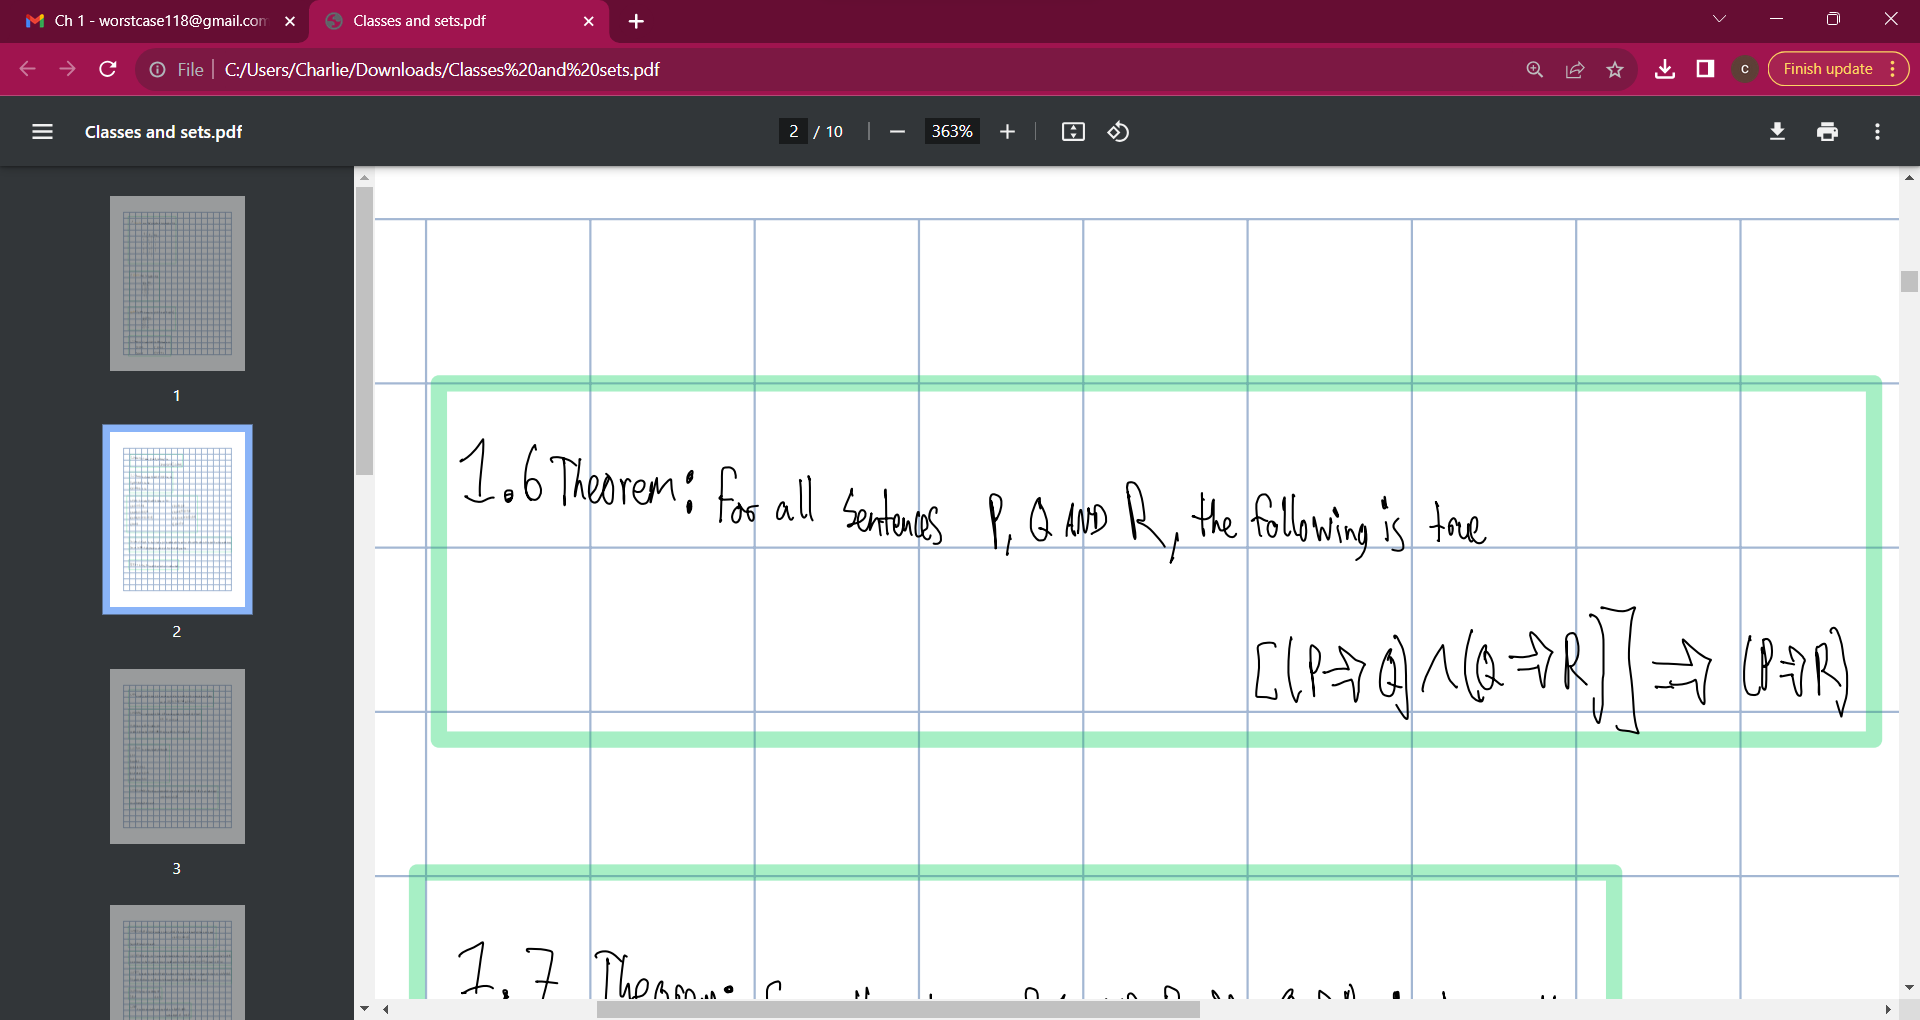 Ch 1 - worstcase118@gmail.com
Classes and sets.pdf
File
C:/Users/Charlie/Downloads/Classes%20and%20sets.pdf
C
Finish update
Classes and sets.pdf
2 / 10
363%
1
2
3
1.6 Theorem: For all sentences P, Q AND R, the following is true
[(P⇒Q)∧(Q⇒R)]⇒(P⇒R)
1.7 Theorem: